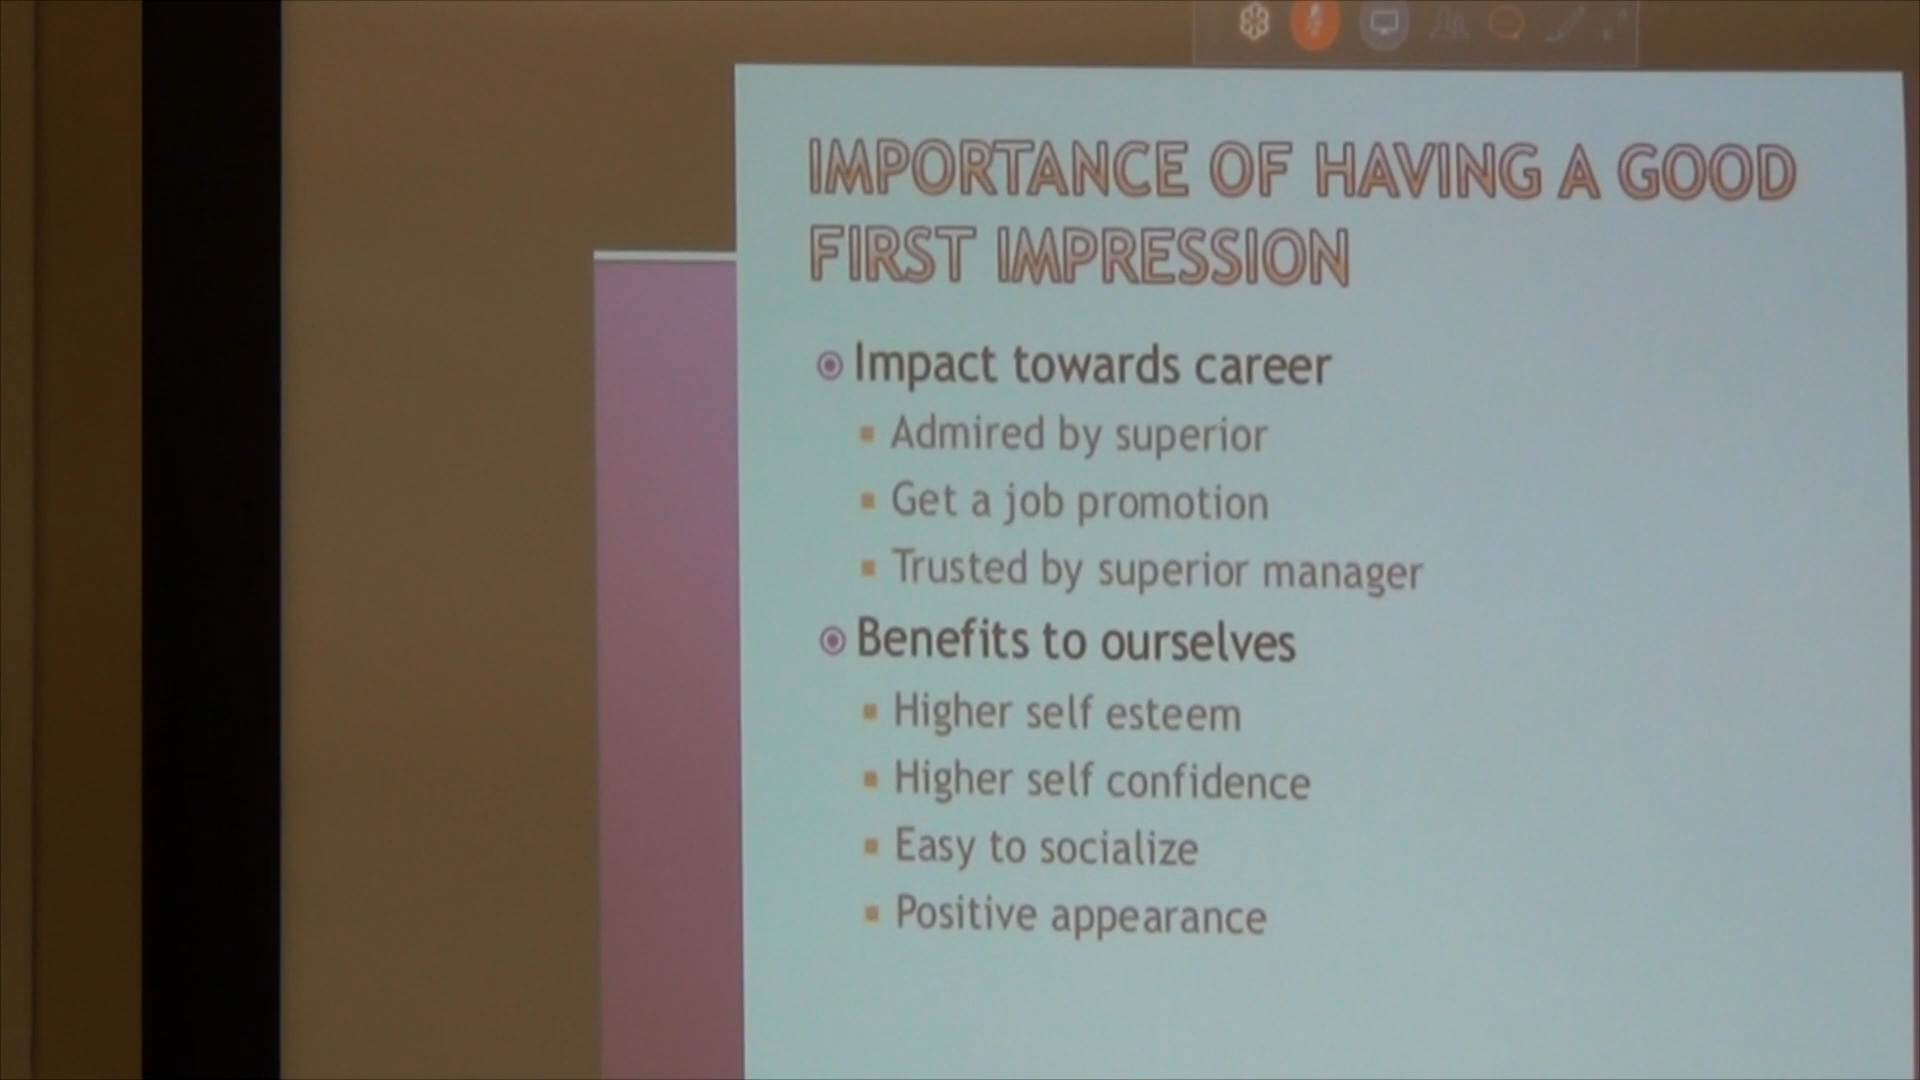 IMPORTANCE OF HAVING A GOOD
FIRST IMPRESSION
Impact towards career
Admired by superior
Get a job promotion
Trusted by superior manager
Benefits to ourselves
Higher self esteem
Higher self confidence
Easy to socialize
Positive appearance